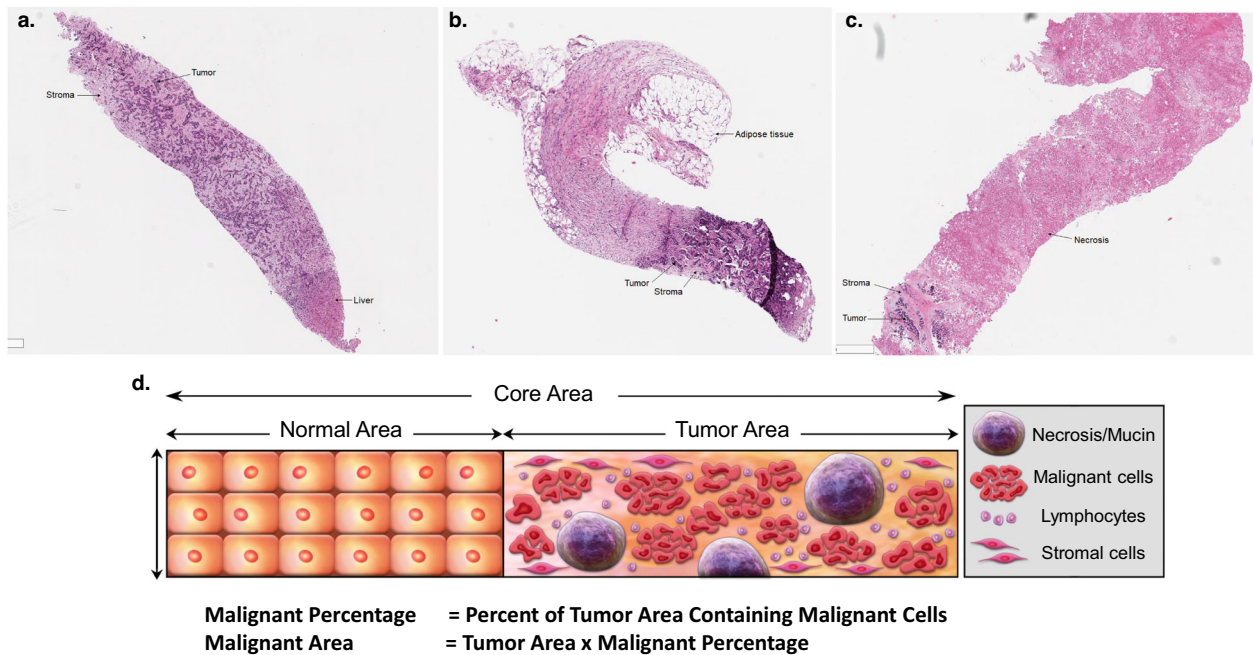 a.
Tumor
Stroma
Liver
b.
Adipose tissue
Tumor
Stroma
c.
Necrosis
Stroma
Tumor
d.
Core Area
Normal Area
Tumor Area
Necrosis/Mucin
Malignant cells
Lymphocytes
Stromal cells
Malignant Percentage = Percent of Tumor Area Containing Malignant Cells
Malignant Area = Tumor Area x Malignant Percentage